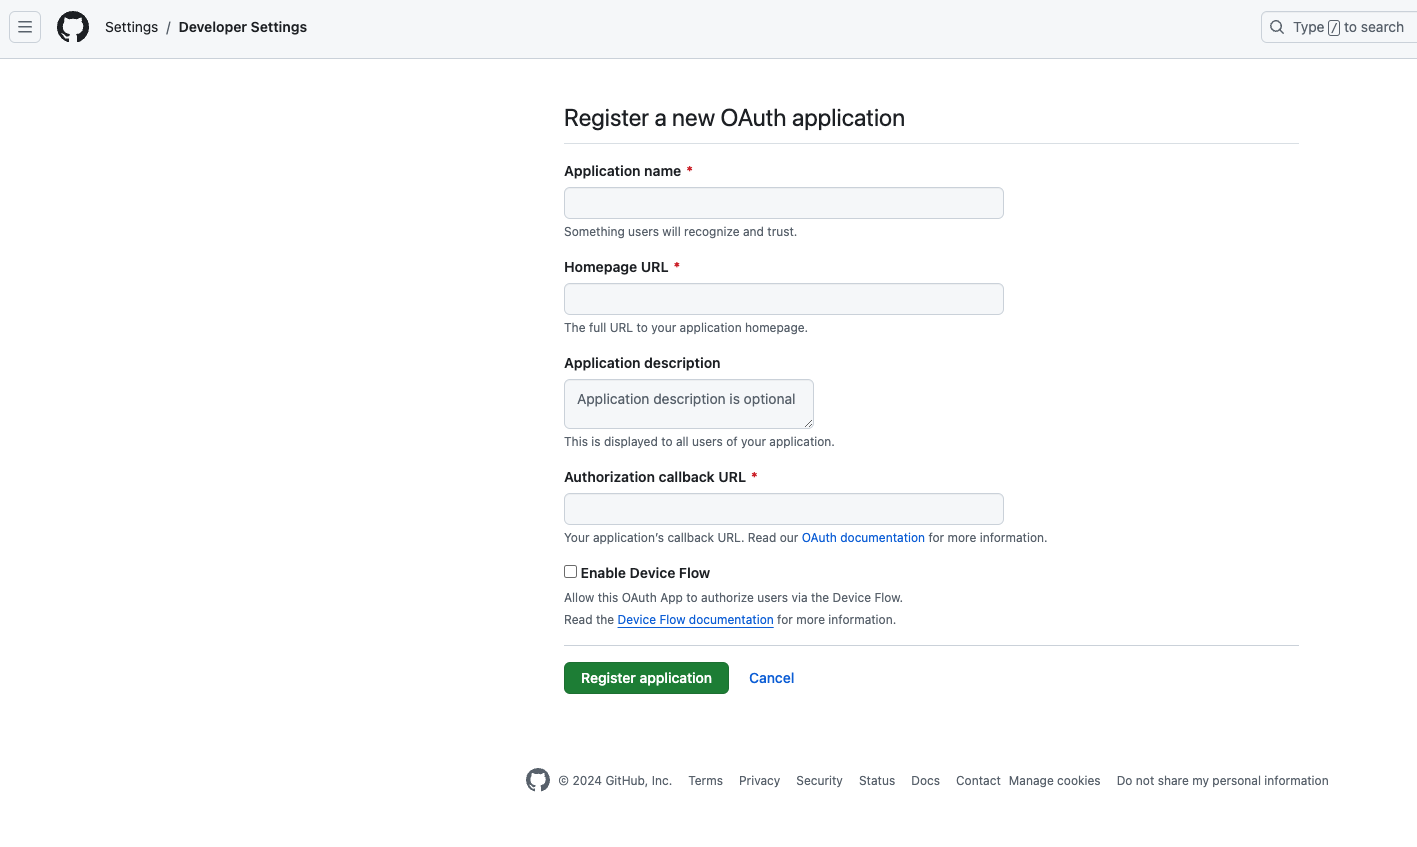 Settings / Developer Settings
Type / to search
Register a new OAuth application
Application name *
Something users will recognize and trust.
Homepage URL *
The full URL to your application homepage.
Application description
Application description is optional
This is displayed to all users of your application.
Authorization callback URL *
Your application's callback URL. Read our OAuth documentation for more information.
Enable Device Flow
Allow this OAuth App to authorize users via the Device Flow.
Read the Device Flow documentation for more information.
Register application Cancel
© 2024 GitHub, Inc. Terms Privacy Security Status Docs Contact Manage cookies Do not share my personal information